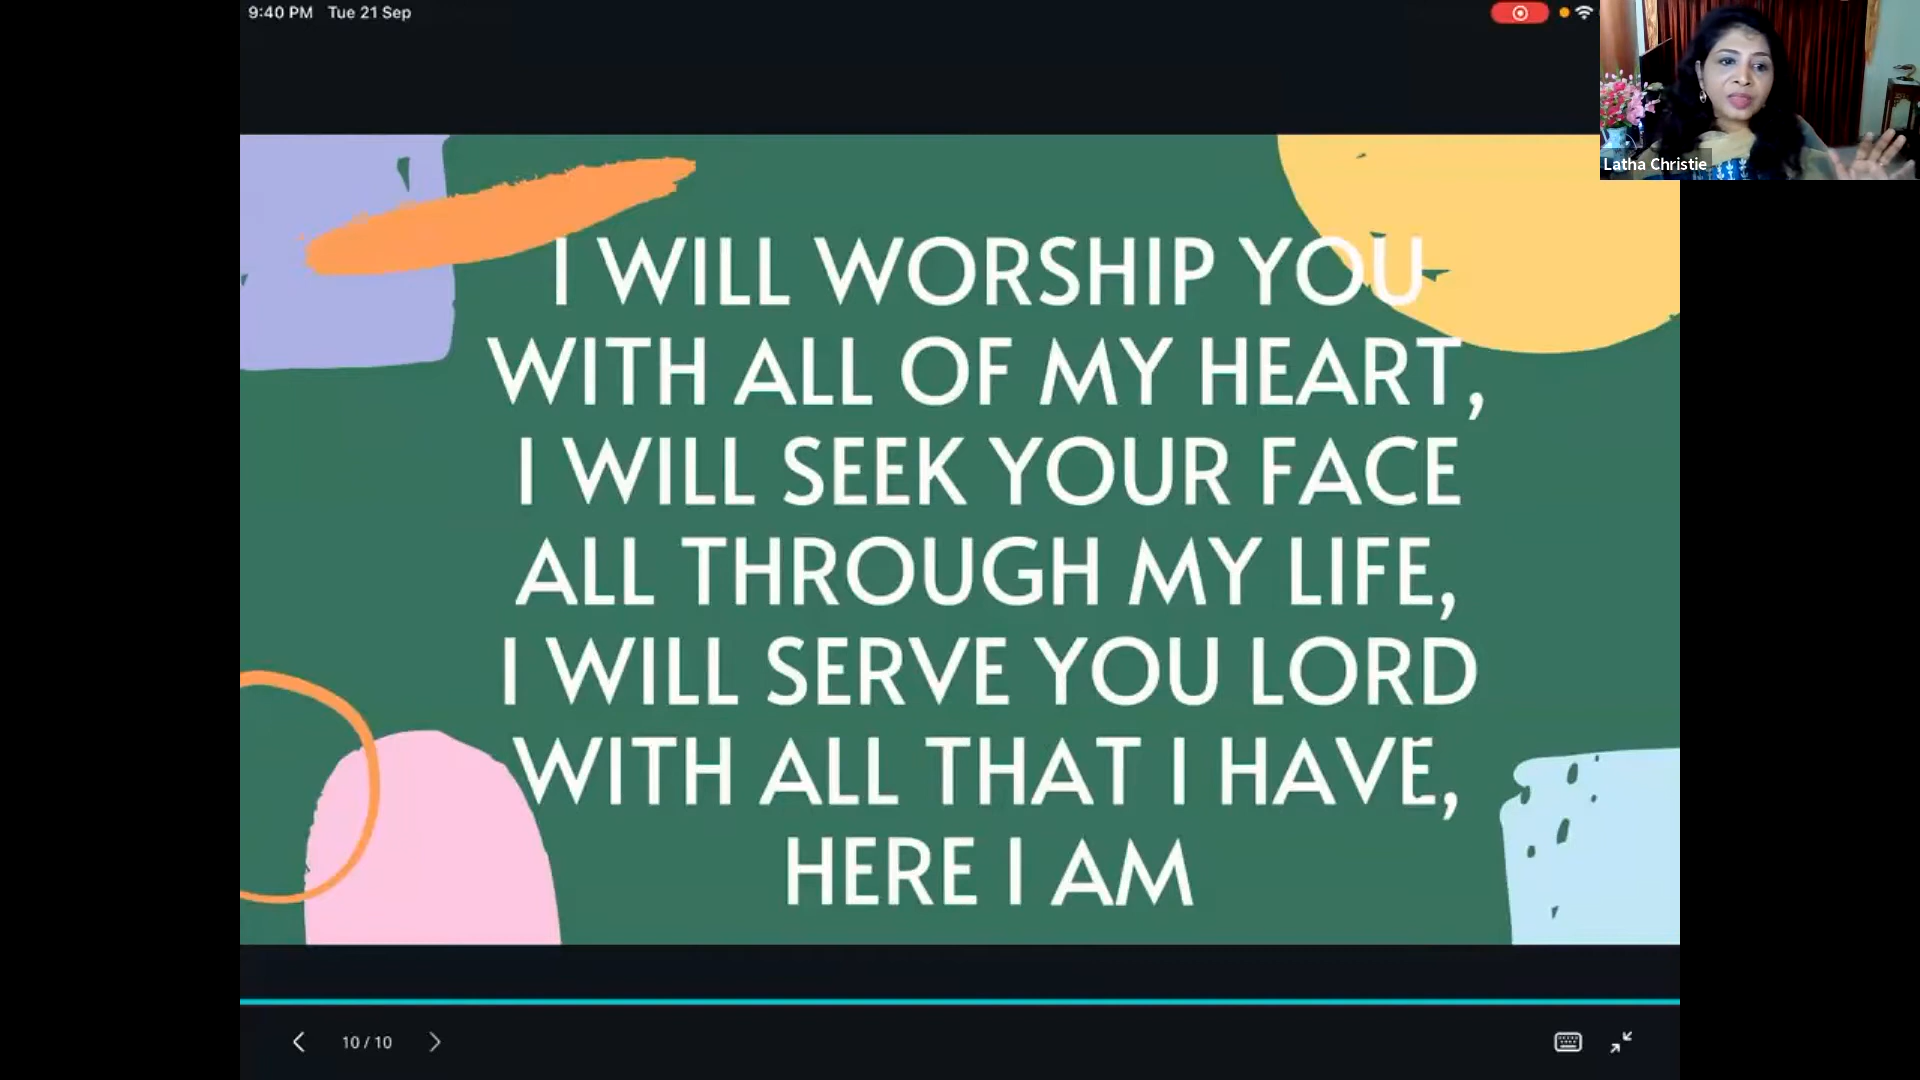 9:40 PM Tue 21 Sep
Latha Christie
I WILL WORSHIP YOU
WITH ALL OF MY HEART,
I WILL SEEK YOUR FACE
ALL THROUGH MY LIFE,
I WILL SERVE YOU LORD
WITH ALL THAT I HAVE,
HERE I AM
10 / 10